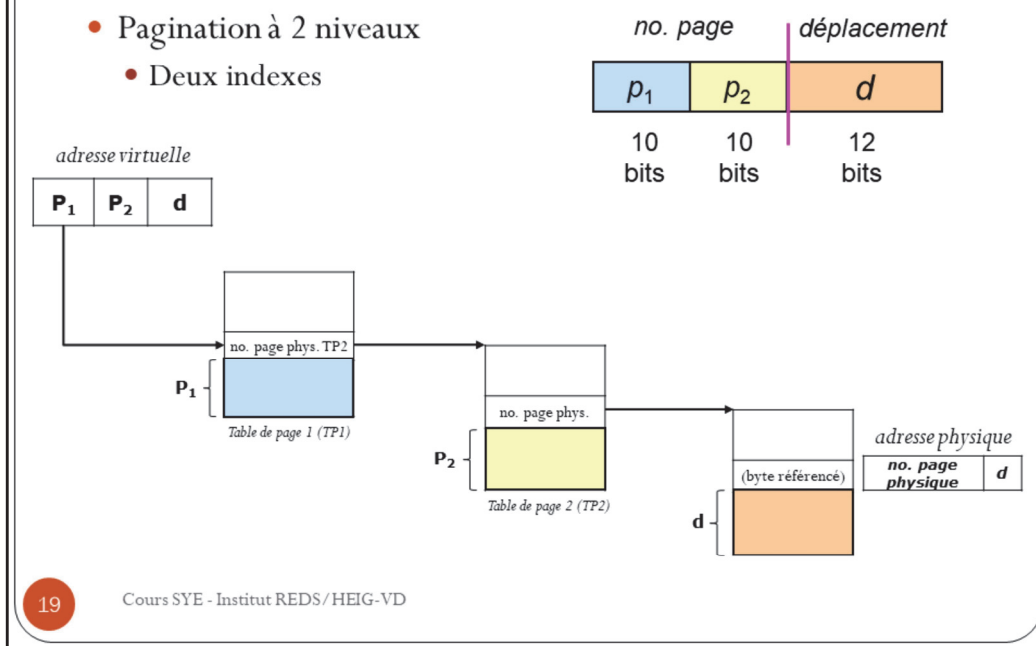 • Pagination à 2 niveaux
• Deux indexes
no. page déplacement
p₁ p₂ d
10 bits
10 bits
12 bits
adresse virtuelle
P₁ P₂ d
no. page phys. TP2
P₁
Table de page 1 (TP1)
no. page phys.
P₂
Table de page 2 (TP2)
(byte référencé)
d
adresse physique
no. page physique d
19
Cours SYE - Institut REDS/HEIG-VD